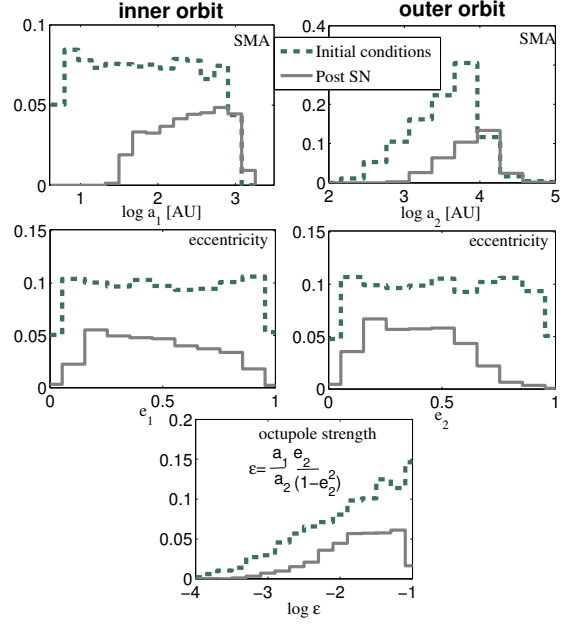 inner orbit outer orbit
0.1 SMA 0.4 SMA
Initial conditions
Post SN
0.3
0.05 0.2
0.1
0 0
1 2 3 2 3 4 5
log a1 [AU] log a2 [AU]
0.15 eccentricity 0.15 eccentricity
0.1 0.1
0.05 0.05
0 0
0 0.5 1 0 0.5 1
e1 e2
0.2 octupole strength
ε= a1 e2 / a2 (1−e2^2)
0.15
0.1
0.05
0
−4 −3 −2 −1
log ε